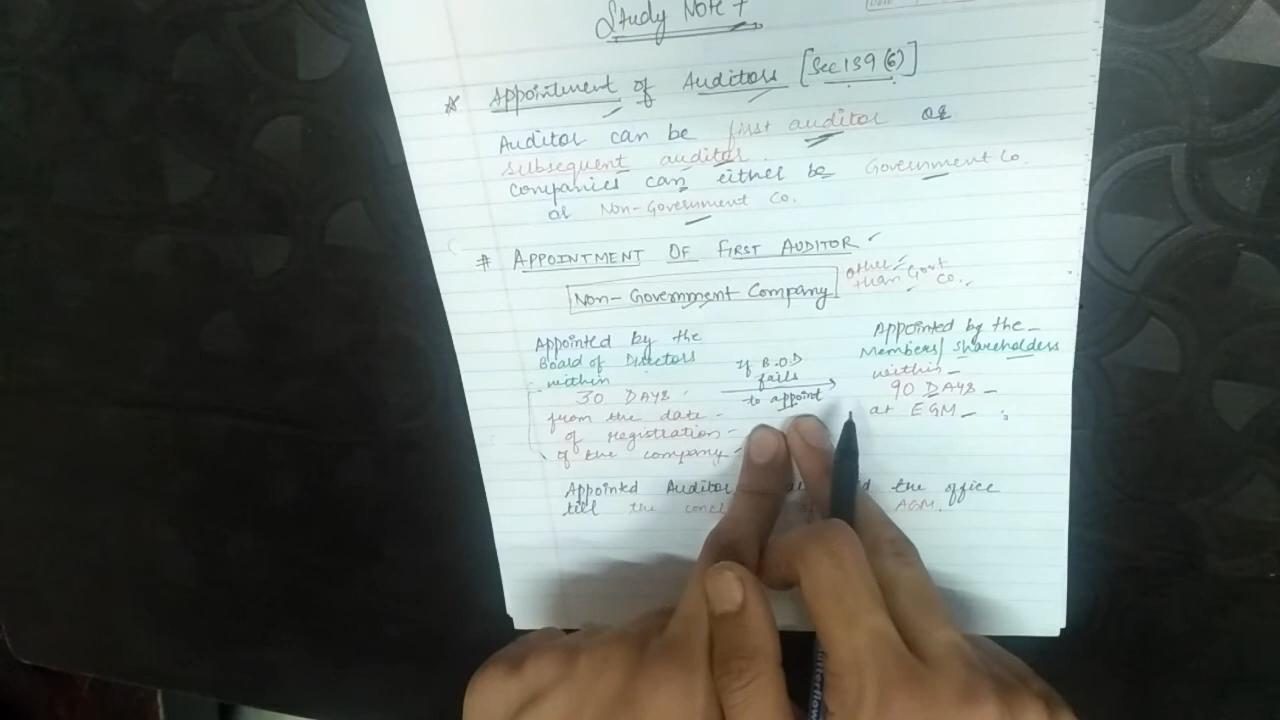 Study Note 7
* Appointment of Auditors [Sec 139 (6)]
Auditor can be first auditor or
subsequent auditor.
companies can either be Government Co.
or Non-Government Co.
# APPOINTMENT OF FIRST AUDITOR
Non-Government Company other than Govt Co.
Appointed by the
Board of Directors
within
30 DAYS
from the date
of registration
of the company
If B.O.D
fails
to appoint
Appointed by the
Members/shareholders
within
90 DAYS
at EGM
Appointed Auditor the office
till the AGM.